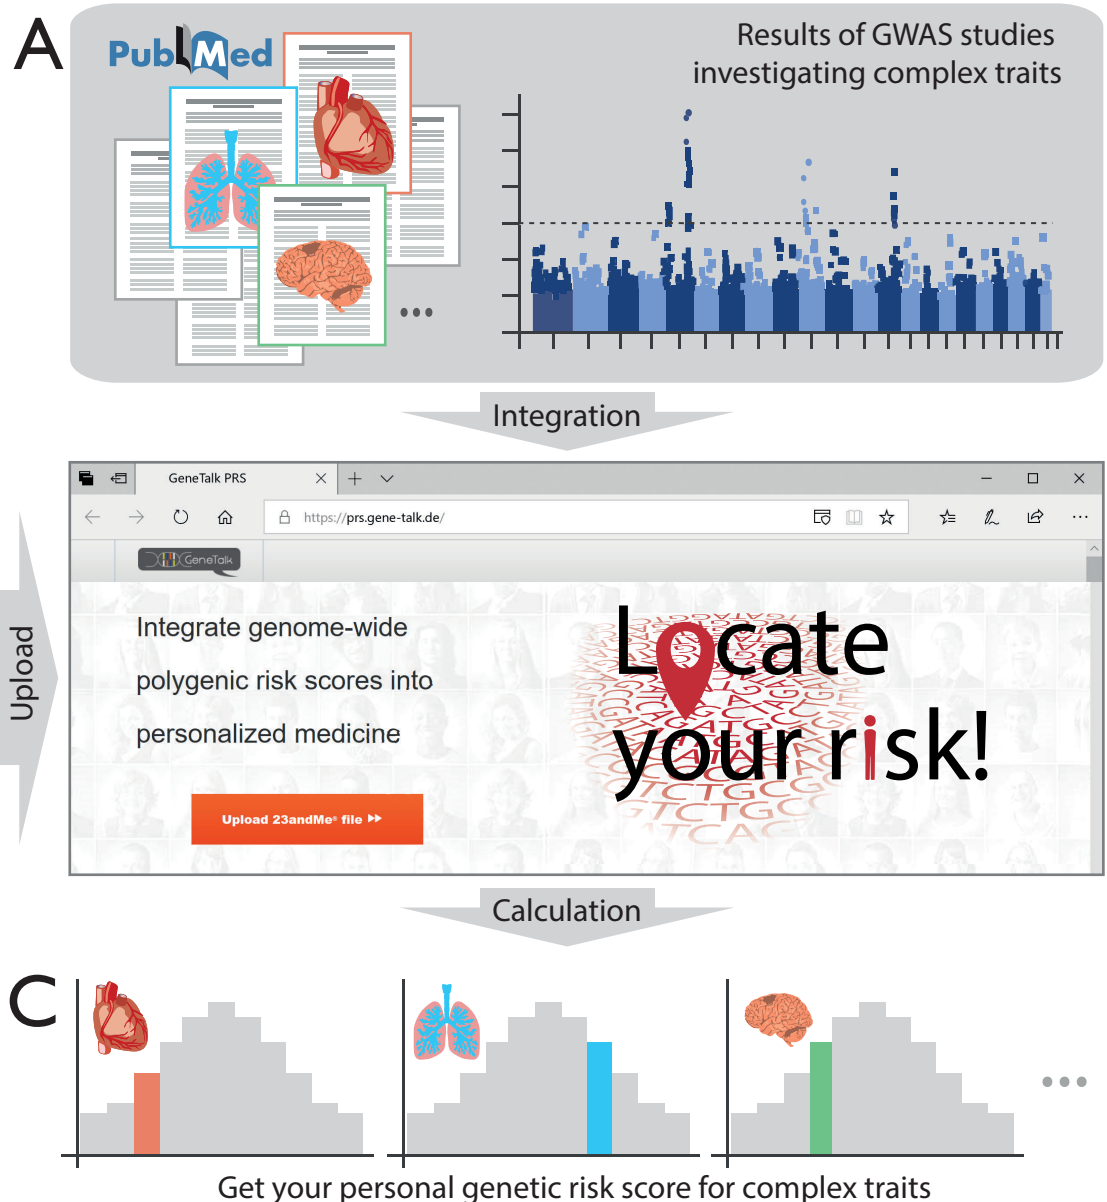 A
PubMed
Results of GWAS studies
investigating complex traits
Integration
GeneTalk PRS
https://prs.gene-talk.de/
GeneTalk
Upload
Integrate genome-wide
polygenic risk scores into
personalized medicine
Locate
your risk!
Upload 23andMe® file
Calculation
C
Get your personal genetic risk score for complex traits